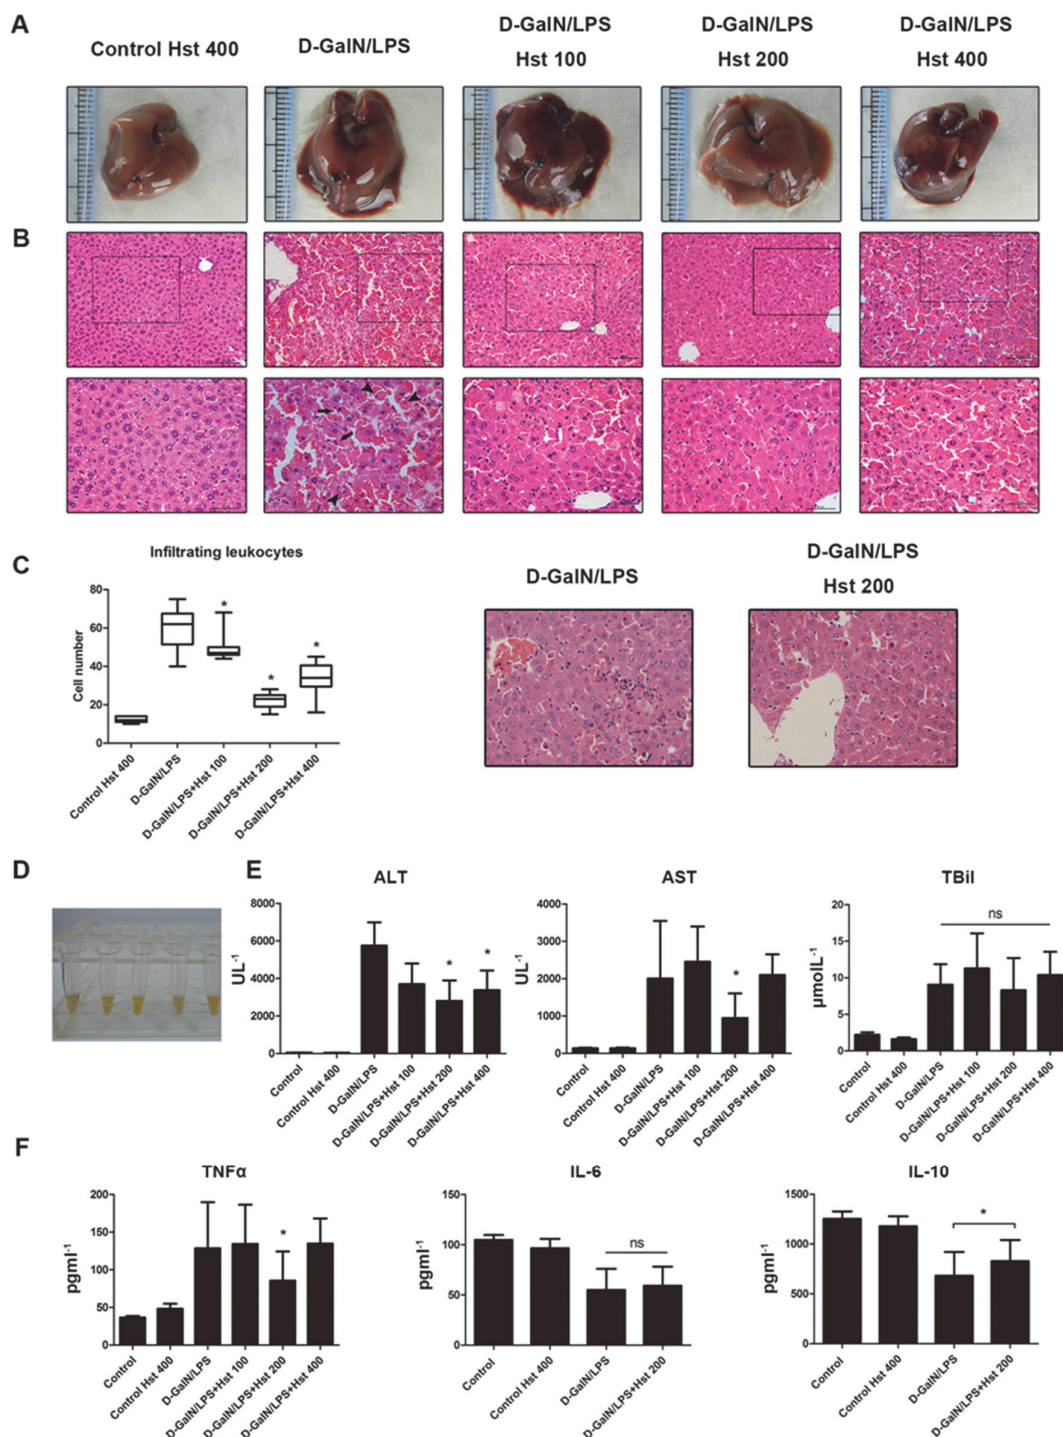 A
Control Hst 400
D-GalN/LPS
D-GalN/LPS
Hst 100
D-GalN/LPS
Hst 200
D-GalN/LPS
Hst 400
B
C
Infiltrating leukocytes
Cell number
80
60
40
20
0
*
*
*
Control Hst 400
D-GalN/LPS
D-GalN/LPS+Hst 100
D-GalN/LPS+Hst 200
D-GalN/LPS+Hst 400
D-GalN/LPS
D-GalN/LPS
Hst 200
D
E
ALT
UL⁻¹
8000
6000
4000
2000
0
*
*
Control
Control Hst 400
D-GalN/LPS
D-GalN/LPS+Hst 100
D-GalN/LPS+Hst 200
D-GalN/LPS+Hst 400
AST
UL⁻¹
4000
3000
2000
1000
0
*
Control
Control Hst 400
D-GalN/LPS
D-GalN/LPS+Hst 100
D-GalN/LPS+Hst 200
D-GalN/LPS+Hst 400
TBil
µmolL⁻¹
20
15
10
5
0
ns
Control
Control Hst 400
D-GalN/LPS
D-GalN/LPS+Hst 100
D-GalN/LPS+Hst 200
D-GalN/LPS+Hst 400
F
TNFα
pgml⁻¹
200
150
100
50
0
*
Control
Control Hst 400
D-GalN/LPS
D-GalN/LPS+Hst 100
D-GalN/LPS+Hst 200
D-GalN/LPS+Hst 400
IL-6
pgml⁻¹
150
100
50
0
ns
Control
Control Hst 400
D-GalN/LPS
D-GalN/LPS+Hst 200
IL-10
pgml⁻¹
1500
1000
500
0
*
Control
Control Hst 400
D-GalN/LPS
D-GalN/LPS+Hst 200